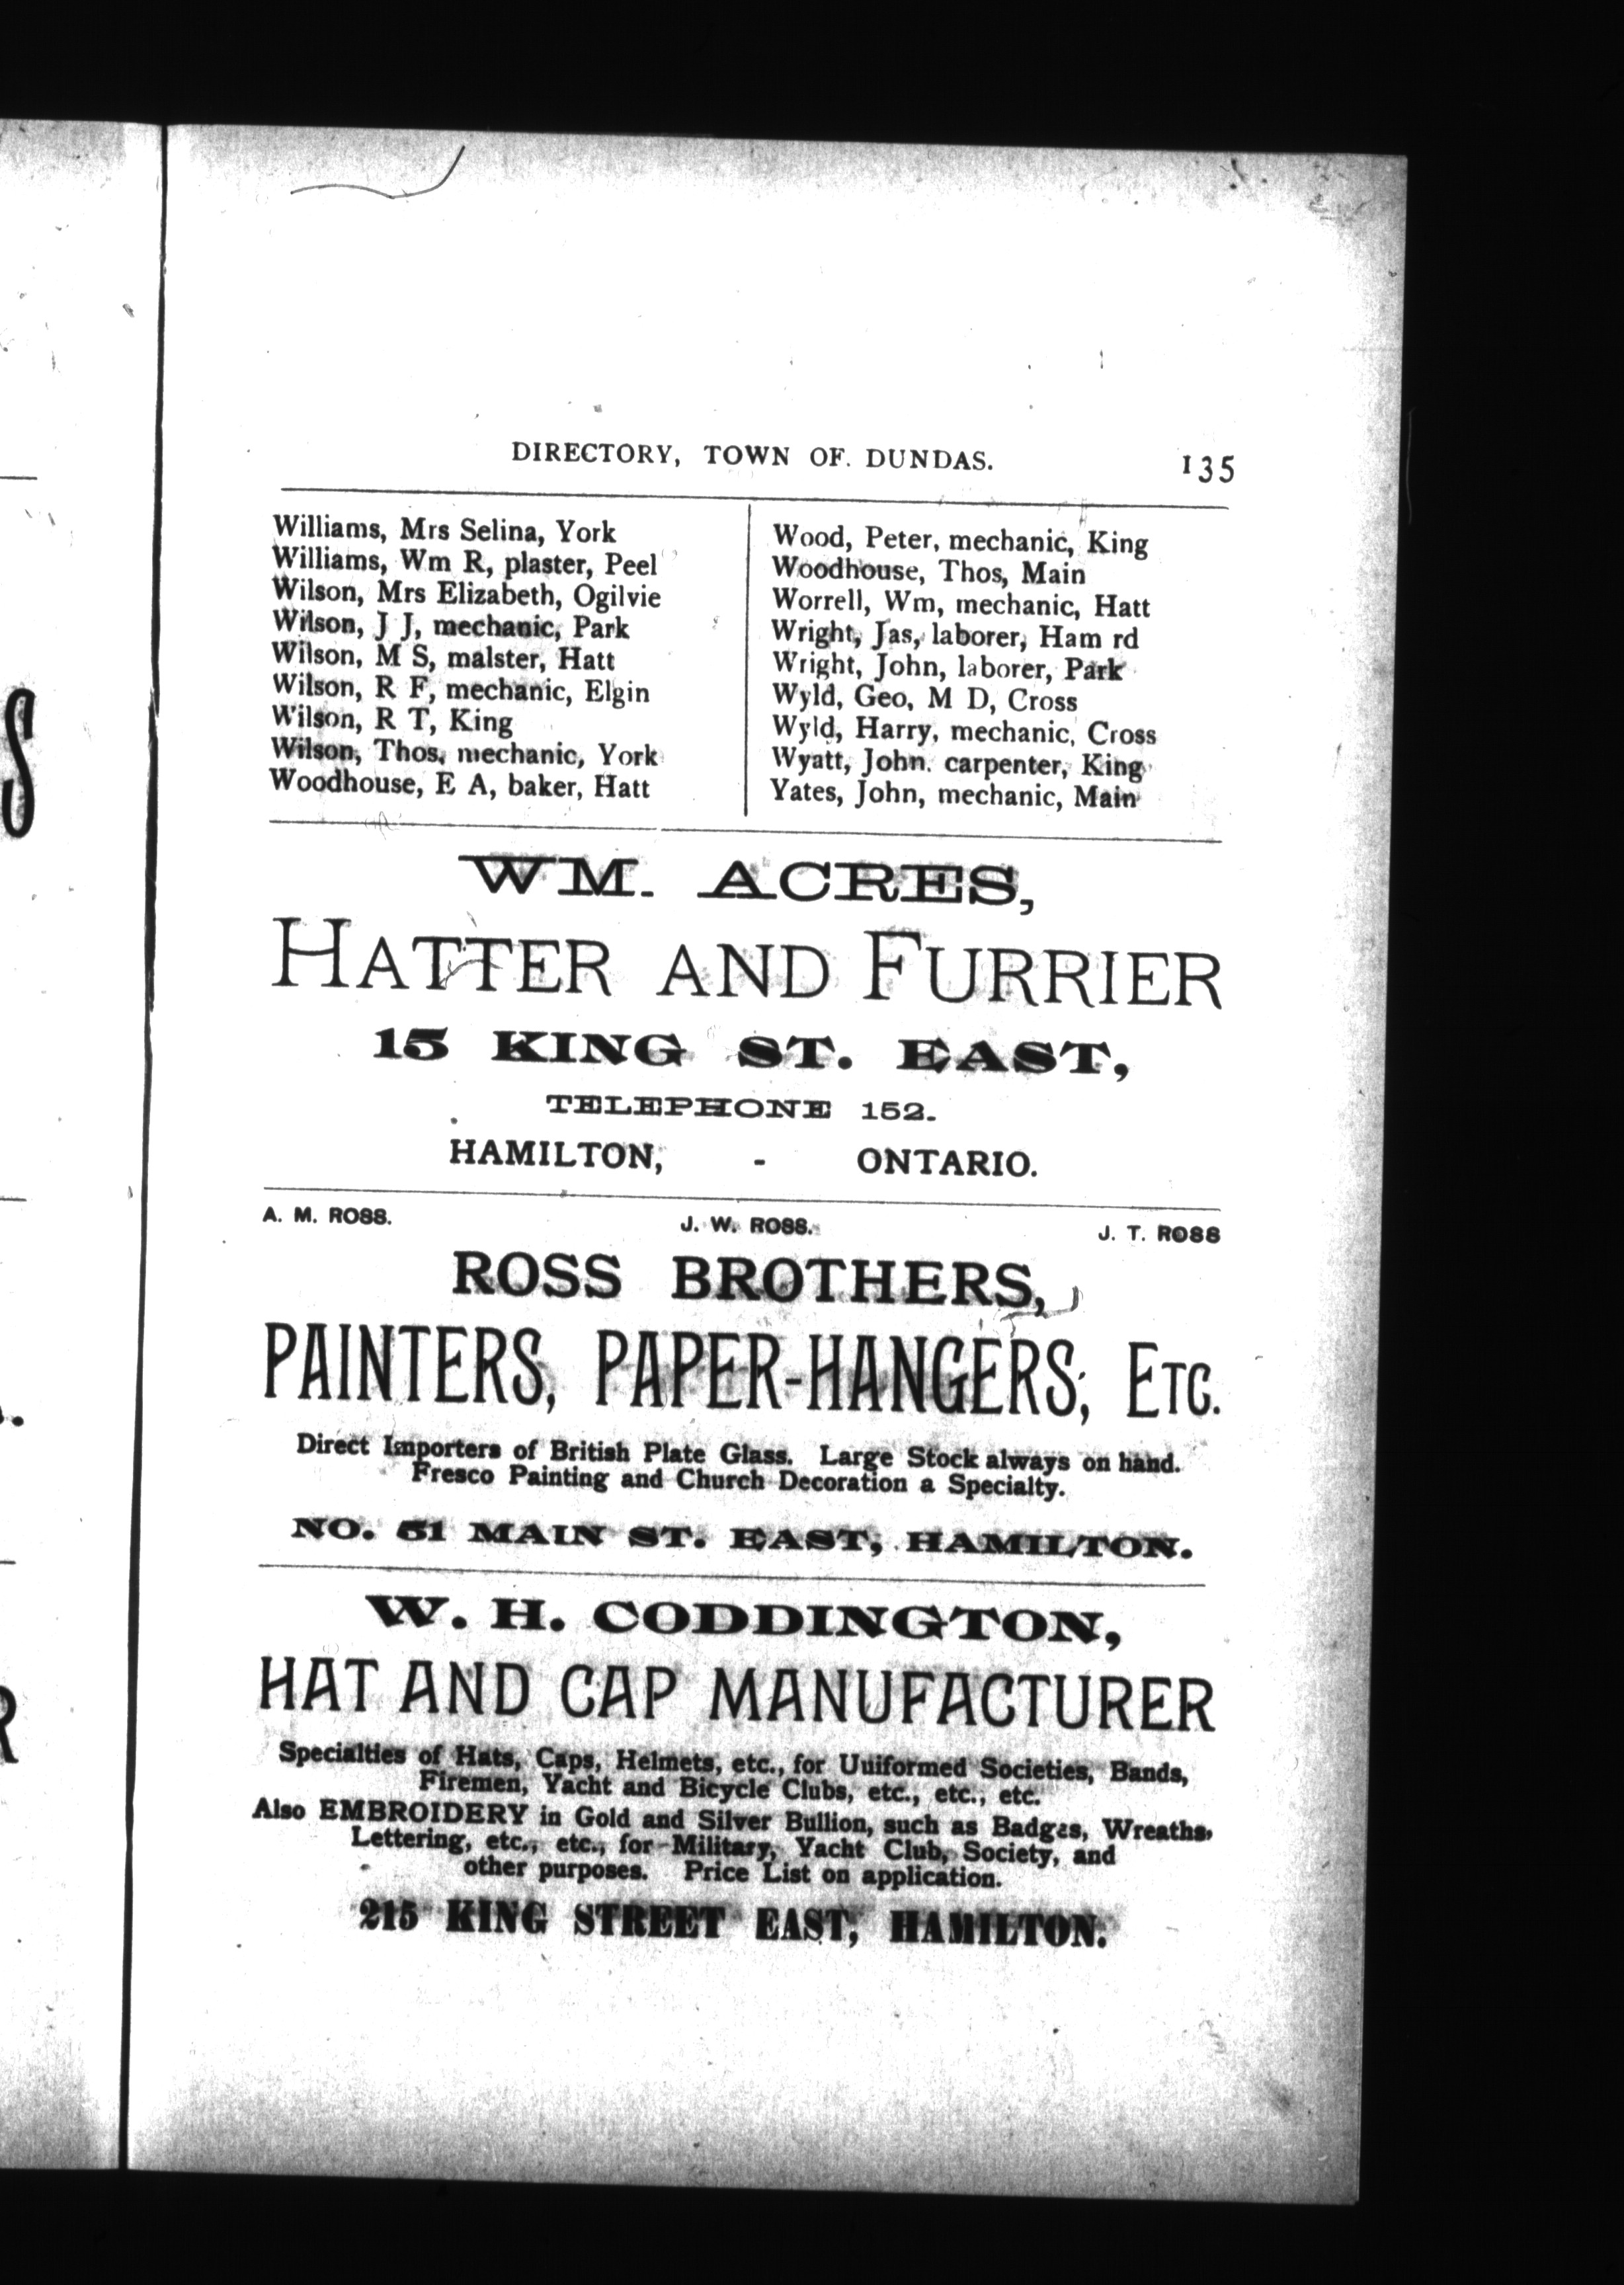 DIRECTORY, TOWN OF DUNDAS. 135
Williams, Mrs Selina, York
Williams, Wm R, plaster, Peel
Wilson, Mrs Elizabeth, Ogilvie
Wilson, J J, mechanic, Park
Wilson, M S, malster, Hatt
Wilson, R F, mechanic, Elgin
Wilson, R T, King
Wilson, Thos, mechanic, York
Woodhouse, E A, baker, Hatt
Wood, Peter, mechanic, King
Woodhouse, Thos, Main
Worrell, Wm, mechanic, Hatt
Wright, Jas, laborer, Ham rd
Wright, John, laborer, Park
Wyld, Geo, M D, Cross
Wyld, Harry, mechanic, Cross
Wyatt, John. carpenter, King
Yates, John, mechanic, Main
WM. ACRES,
HATTER AND FURRIER
15 KING ST. EAST,
TELEPHONE 152.
HAMILTON, - ONTARIO.
A. M. ROSS. J. W. ROSS. J. T. ROSS
ROSS BROTHERS,
PAINTERS, PAPER-HANGERS, ETC.
Direct Importers of British Plate Glass. Large Stock always on hand.
Fresco Painting and Church Decoration a Specialty.
NO. 51 MAIN ST. EAST, HAMILTON.
W. H. CODDINGTON,
HAT AND CAP MANUFACTURER
Specialties of Hats, Caps, Helmets, etc., for Uuiformed Societies, Bands,
Firemen, Yacht and Bicycle Clubs, etc., etc., etc.
Also EMBROIDERY in Gold and Silver Bullion, such as Badges, Wreaths,
Lettering, etc., etc., for Military, Yacht Club, Society, and
other purposes. Price List on application.
215 KING STREET EAST, HAMILTON.